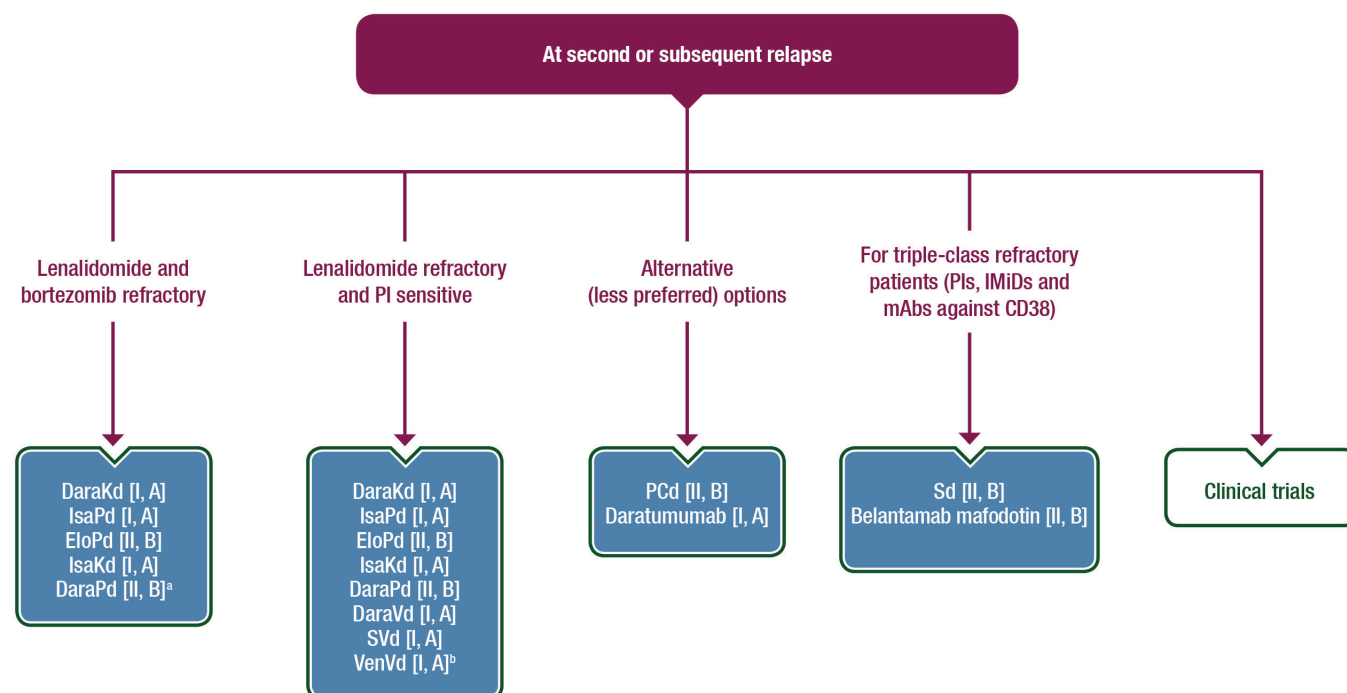 At second or subsequent relapse
Lenalidomide and
bortezomib refractory
Lenalidomide refractory
and PI sensitive
Alternative
(less preferred) options
For triple-class refractory
patients (PIs, IMiDs and
mAbs against CD38)
DaraKd [I, A]
IsaPd [I, A]
EloPd [II, B]
IsaKd [I, A]
DaraPd [II, B]ᵃ
DaraKd [I, A]
IsaPd [I, A]
EloPd [II, B]
IsaKd [I, A]
DaraPd [II, B]
DaraVd [I, A]
SVd [I, A]
VenVd [I, A]ᵇ
PCd [II, B]
Daratumumab [I, A]
Sd [II, B]
Belantamab mafodotin [II, B]
Clinical trials